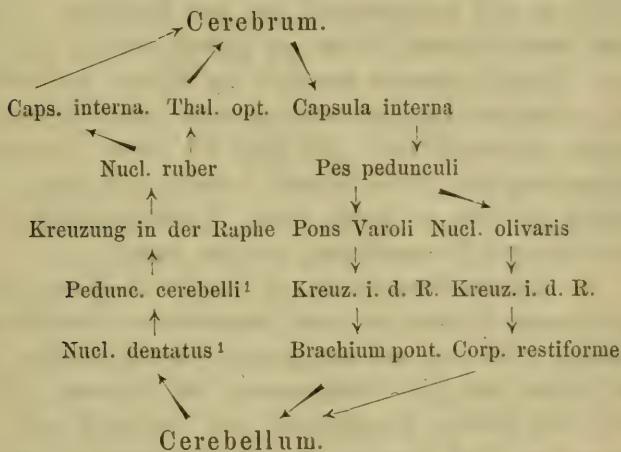 Cerebrum.
Caps. interna. Thal. opt. Capsula interna
Nucl. ruber Pes pedunculi
Kreuzung in der Raphe Pons Varoli Nucl. olivaris
Pedunc. cerebelli¹ Kreuz. i. d. R. Kreuz. i. d. R.
Nucl. dentatus¹ Brachium pont. Corp. restiforme
Cerebellum.